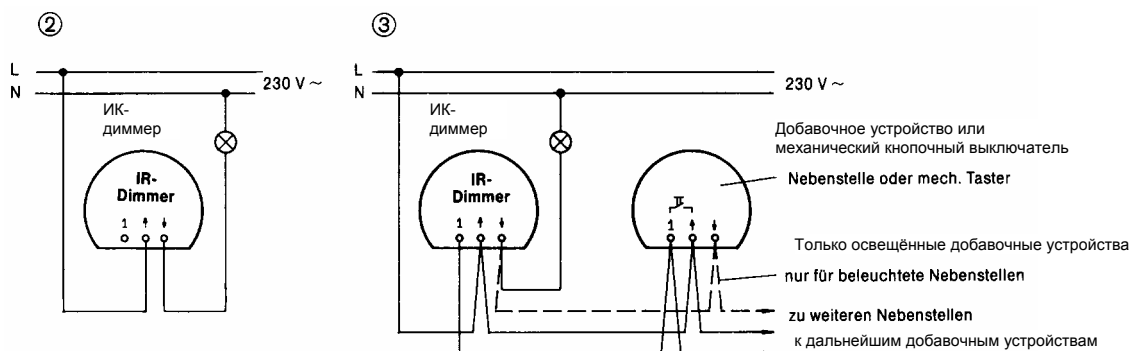 ②
L
N
230 V ~
ИК-
диммер
IR-
Dimmer
1 ↑ ↓
③
L
N
230 V ~
ИК-
диммер
IR-
Dimmer
1 ↑ ↓
Добавочное устройство или
механический кнопочный выключатель
Nebenstelle oder mech. Taster
1 ↑ ↓
Только освещённые добавочные устройства
nur für beleuchtete Nebenstellen
zu weiteren Nebenstellen
к дальнейшим добавочным устройствам